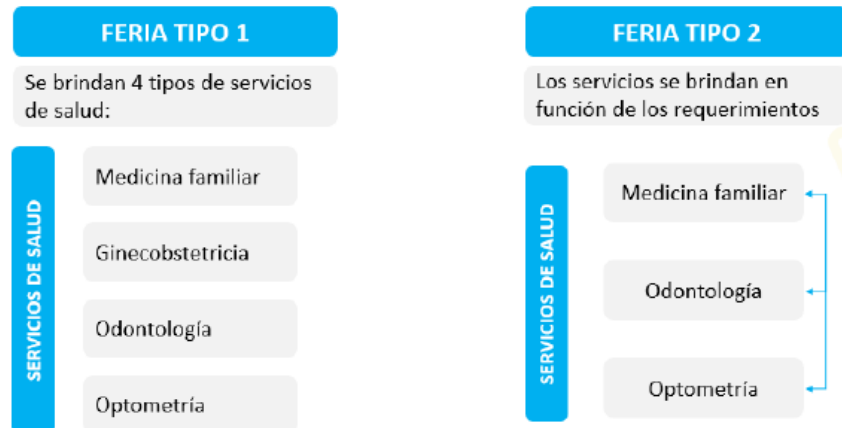 FERIA TIPO 1
Se brindan 4 tipos de servicios
de salud:
SERVICIOS DE SALUD
Medicina familiar
Ginecobstetricia
Odontología
Optometría
FERIA TIPO 2
Los servicios se brindan en
función de los requerimientos
SERVICIOS DE SALUD
Medicina familiar
Odontología
Optometría